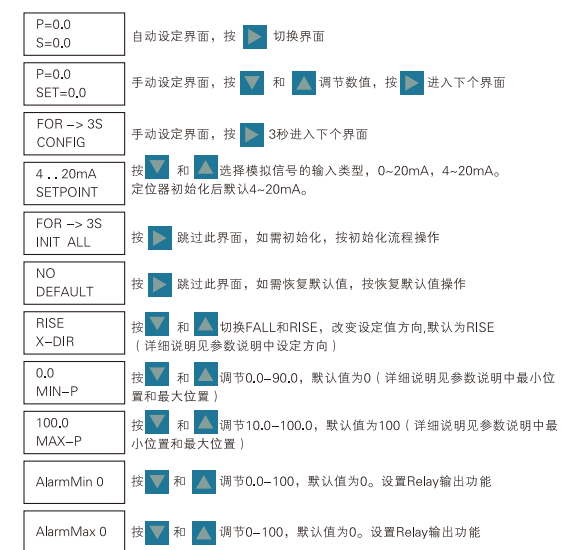 P=0.0
S=0.0
自动设定界面，按 ▶ 切换界面
P=0.0
SET=0.0
手动设定界面，按 ▼ 和 ▲ 调节数值，按 ▶ 进入下个界面
FOR –> 3S
CONFIG
手动设定界面，按 ▶ 3秒进入下个界面
4 . . 20mA
SETPOINT
按 ▼ 和 ▲ 选择模拟信号的输入类型，0~20mA，4~20mA。
定位器初始化后默认4~20mA。
FOR –> 3S
INIT ALL
按 ▶ 跳过此界面，如需初始化，按初始化流程操作
NO
DEFAULT
按 ▶ 跳过此界面，如需恢复默认值，按恢复默认值操作
RISE
X–DIR
按 ▼ 和 ▲ 切换FALL和RISE，改变设定值方向,默认为RISE
（详细说明见参数说明中设定方向）
0.0
MIN–P
按 ▼ 和 ▲ 调节0.0–90.0，默认值为0（详细说明见参数说明中最小位
置和最大位置）
100.0
MAX–P
按 ▼ 和 ▲ 调节10.0–100.0，默认值为100（详细说明见参数说明中最
小位置和最大位置）
AlarmMin 0
按 ▼ 和 ▲ 调节0.0–100，默认值为0。设置Relay输出功能
AlarmMax 0
按 ▼ 和 ▲ 调节0–100，默认值为0。设置Relay输出功能